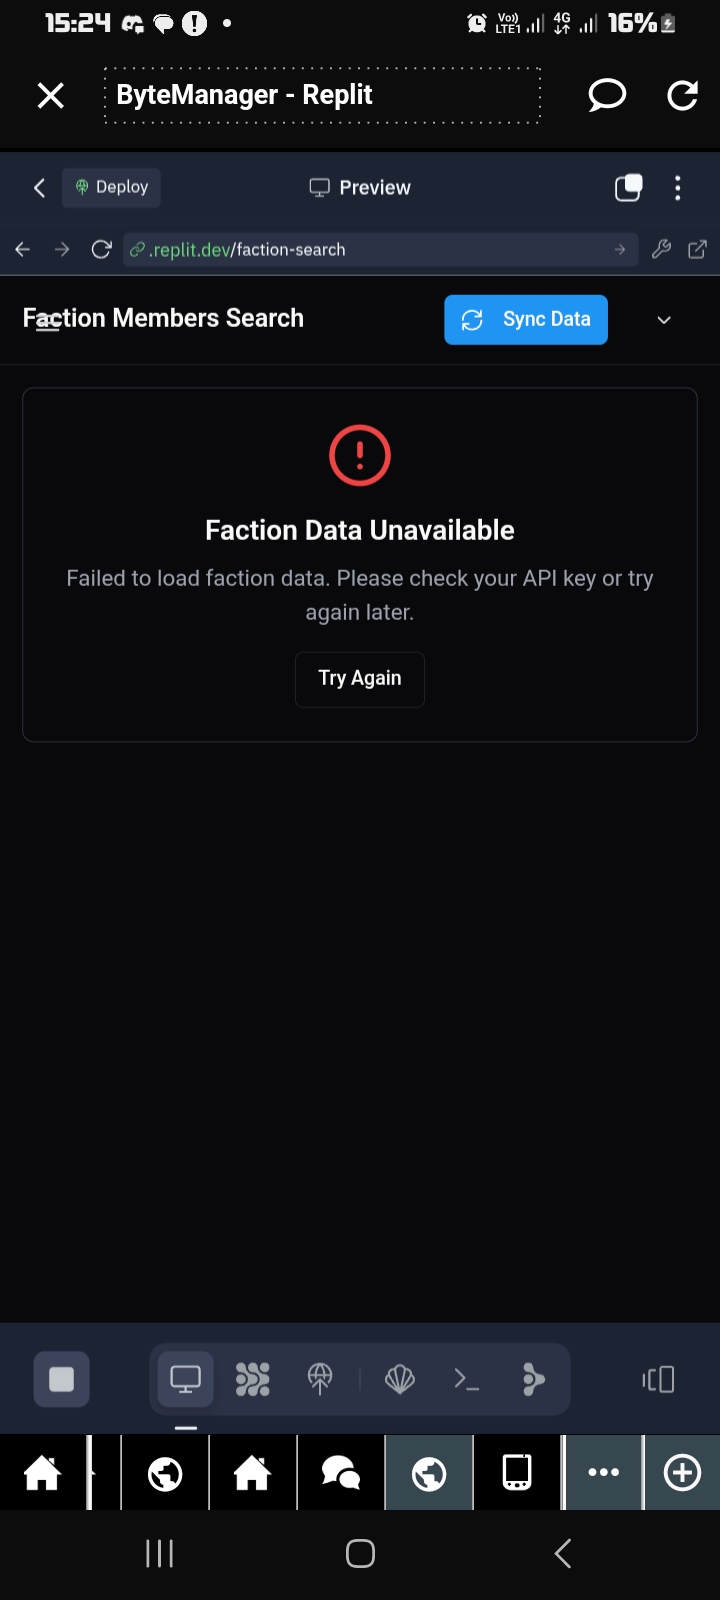 15:24
Vo)) LTE1 4G 16%
ByteManager - Replit
Deploy
Preview
.replit.dev/faction-search
Faction Members Search
Sync Data
Faction Data Unavailable
Failed to load faction data. Please check your API key or try
again later.
Try Again